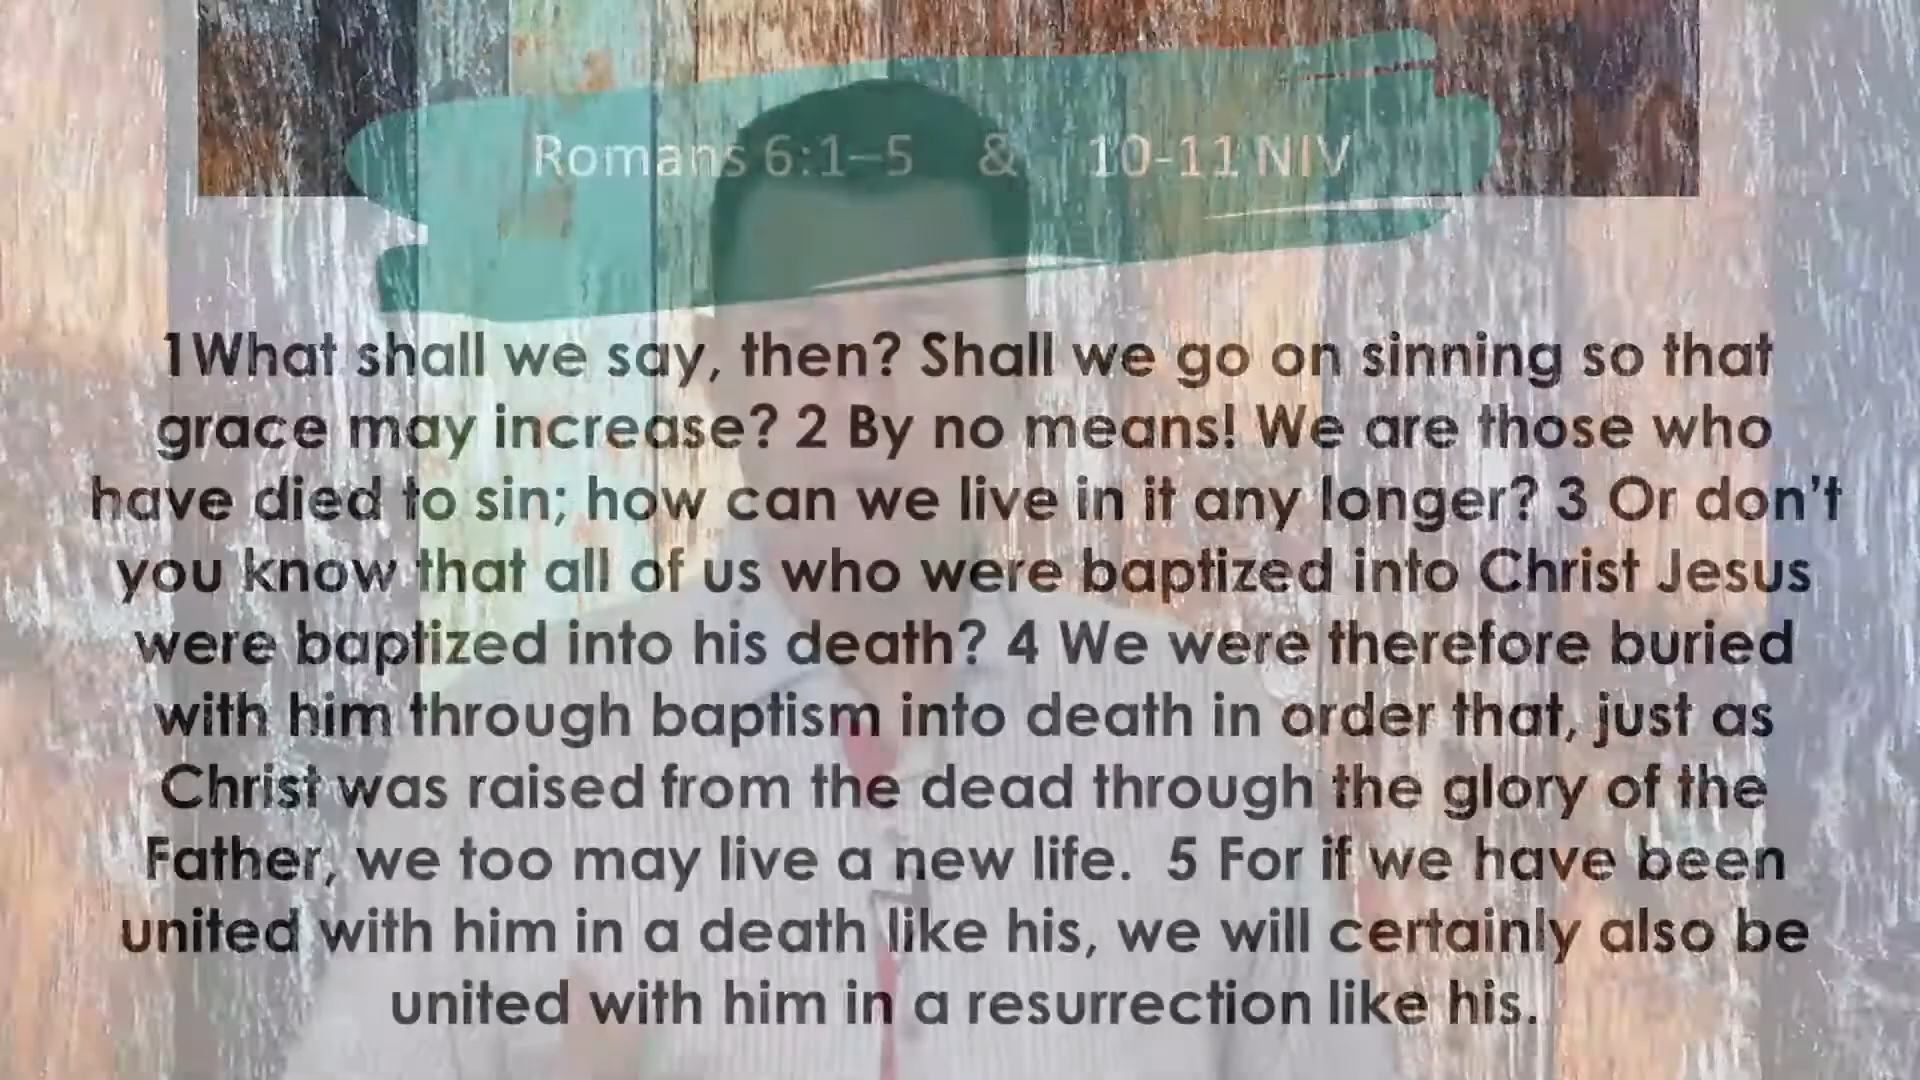 Romans 6:1–5 & 10-11 NIV
1What shall we say, then? Shall we go on sinning so that
grace may increase? 2 By no means! We are those who
have died to sin; how can we live in it any longer? 3 Or don’t
you know that all of us who were baptized into Christ Jesus
were baptized into his death? 4 We were therefore buried
with him through baptism into death in order that, just as
Christ was raised from the dead through the glory of the
Father, we too may live a new life. 5 For if we have been
united with him in a death like his, we will certainly also be
united with him in a resurrection like his.